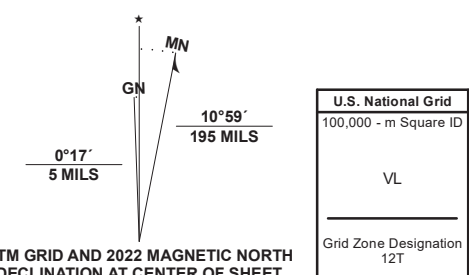 ★
MN
GN
10°59´
195 MILS
0°17´
5 MILS
TM GRID AND 2022 MAGNETIC NORTH
DECLINATION AT CENTER OF SHEET
U.S. National Grid
100,000 - m Square ID
VL
Grid Zone Designation
12T